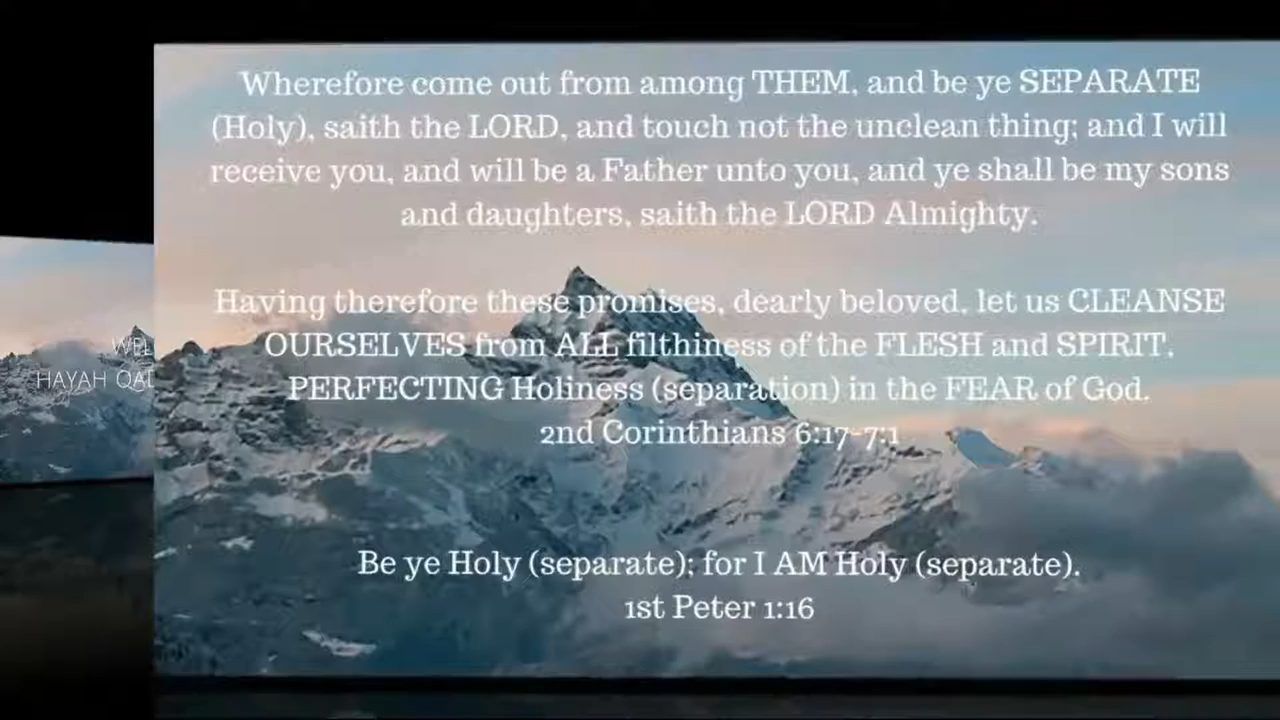 Wherefore come out from among THEM, and be ye SEPARATE
(Holy), saith the LORD, and touch not the unclean thing; and I will
receive you, and will be a Father unto you, and ye shall be my sons
and daughters, saith the LORD Almighty.
Having therefore these promises, dearly beloved, let us CLEANSE
OURSELVES from ALL filthiness of the FLESH and SPIRIT,
PERFECTING Holiness (separation) in the FEAR of God.
2nd Corinthians 6:17-7:1
Be ye Holy (separate); for I AM Holy (separate).
1st Peter 1:16
HAYAH